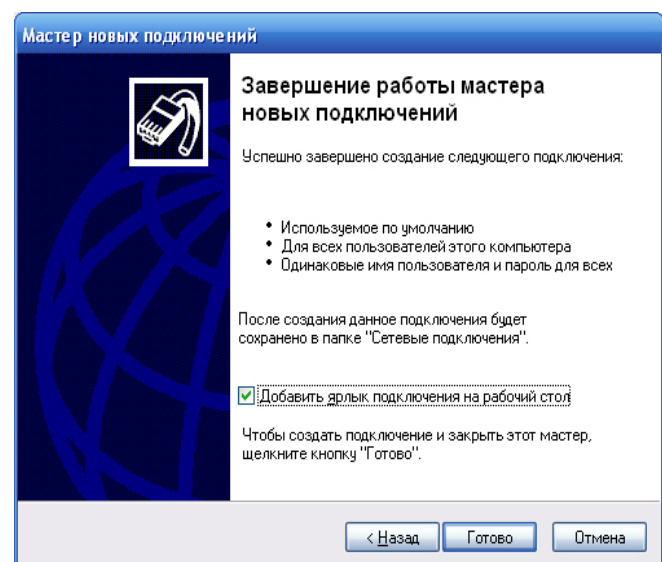 Мастер новых подключений
Завершение работы мастера
новых подключений
Успешно завершено создание следующего подключения:
• Используемое по умолчанию
• Для всех пользователей этого компьютера
• Одинаковые имя пользователя и пароль для всех
После создания данное подключения будет
сохранено в папке "Сетевые подключения".
Добавить ярлык подключения на рабочий стол
Чтобы создать подключение и закрыть этот мастер,
щелкните кнопку "Готово".
< Назад Готово Отмена